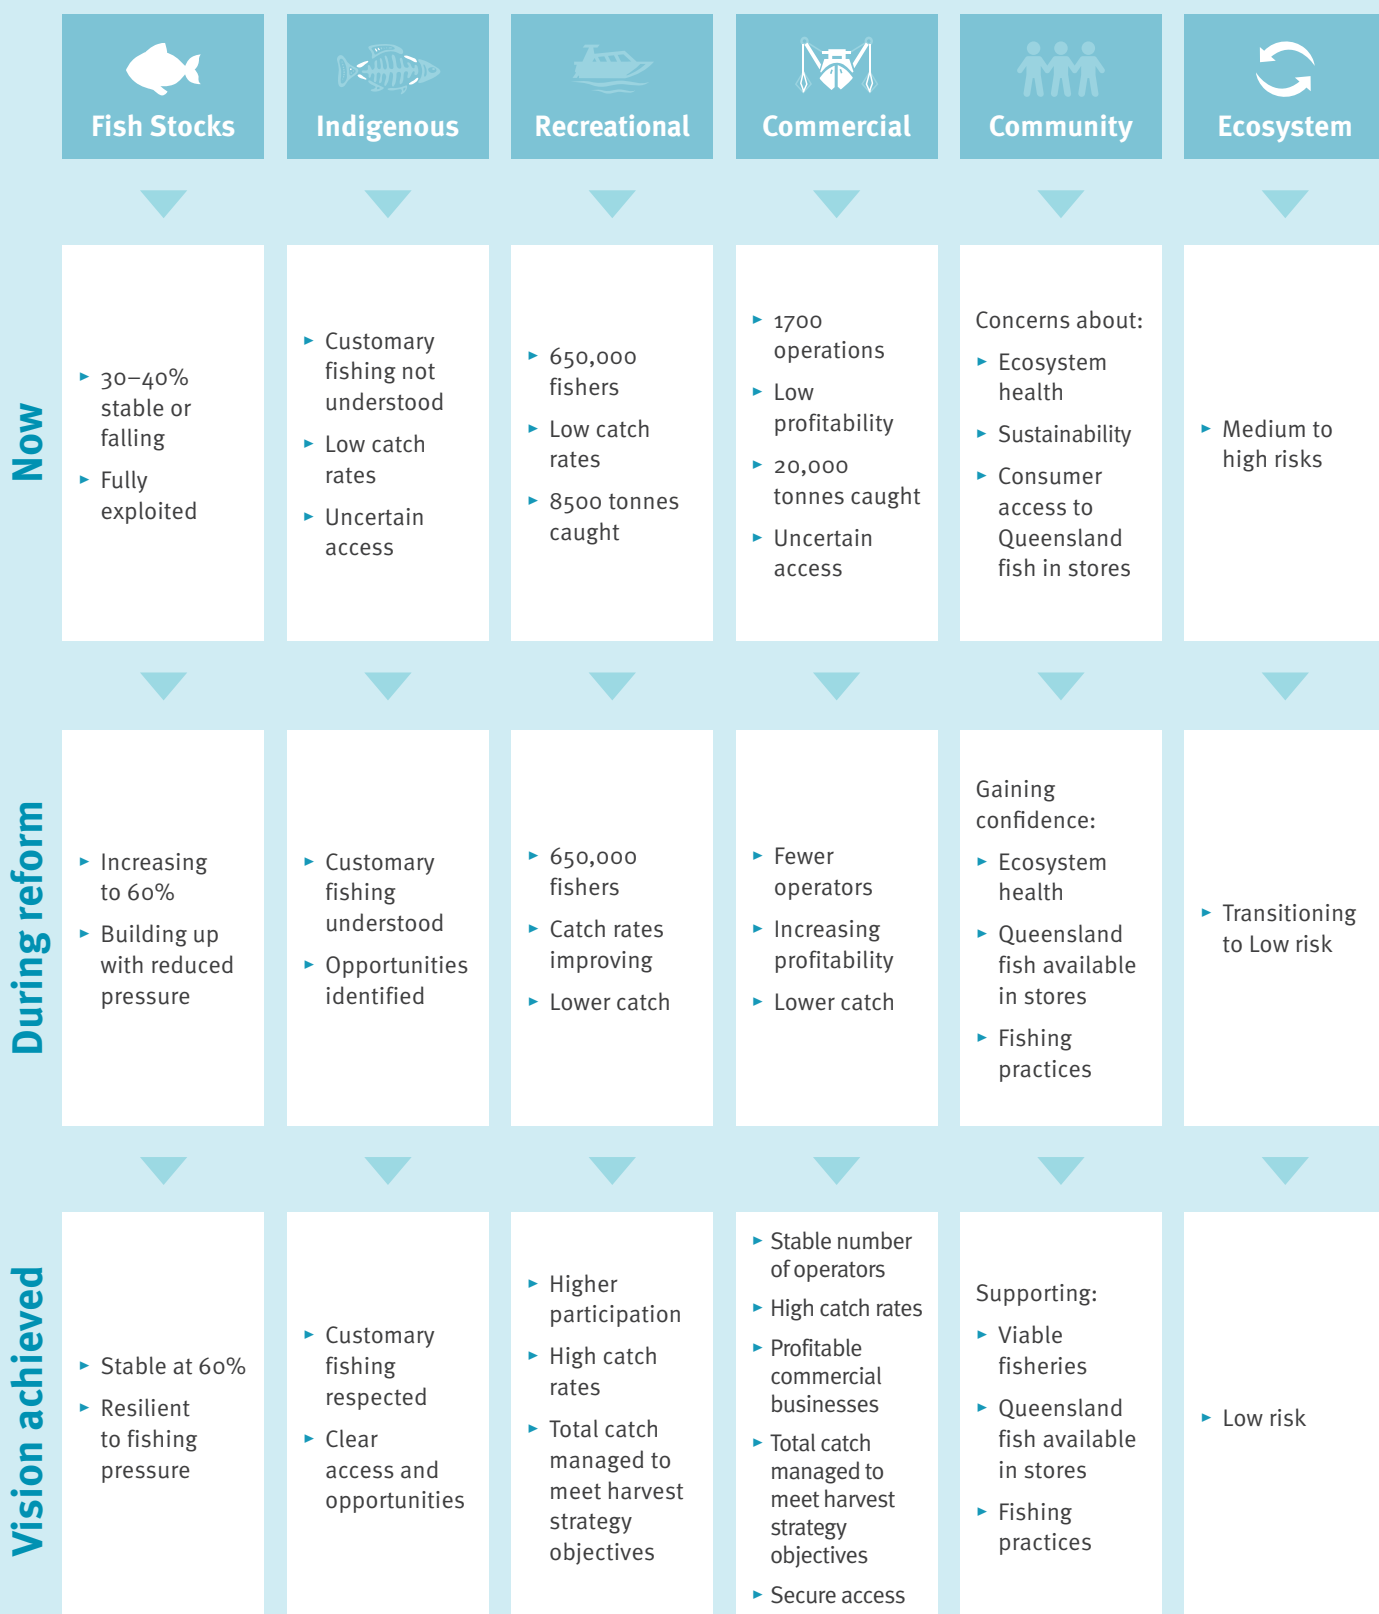 Fish Stocks
Indigenous
Recreational
Commercial
Community
Ecosystem
Now
► 30–40%
stable or
falling
► Fully
exploited
► Customary
fishing not
understood
► Low catch
rates
► Uncertain
access
► 650,000
fishers
► Low catch
rates
► 8500 tonnes
caught
► 1700
operations
► Low
profitability
► 20,000
tonnes caught
► Uncertain
access
Concerns about:
► Ecosystem
health
► Sustainability
► Consumer
access to
Queensland
fish in stores
► Medium to
high risks
During reform
► Increasing
to 60%
► Building up
with reduced
pressure
► Customary
fishing
understood
► Opportunities
identified
► 650,000
fishers
► Catch rates
improving
► Lower catch
► Fewer
operators
► Increasing
profitability
► Lower catch
Gaining
confidence:
► Ecosystem
health
► Queensland
fish available
in stores
► Fishing
practices
► Transitioning
to Low risk
Vision achieved
► Stable at 60%
► Resilient
to fishing
pressure
► Customary
fishing
respected
► Clear
access and
opportunities
► Higher
participation
► High catch
rates
► Total catch
managed to
meet harvest
strategy
objectives
► Stable number
of operators
► High catch rates
► Profitable
commercial
businesses
► Total catch
managed to
meet harvest
strategy
objectives
► Secure access
Supporting:
► Viable
fisheries
► Queensland
fish available
in stores
► Fishing
practices
► Low risk